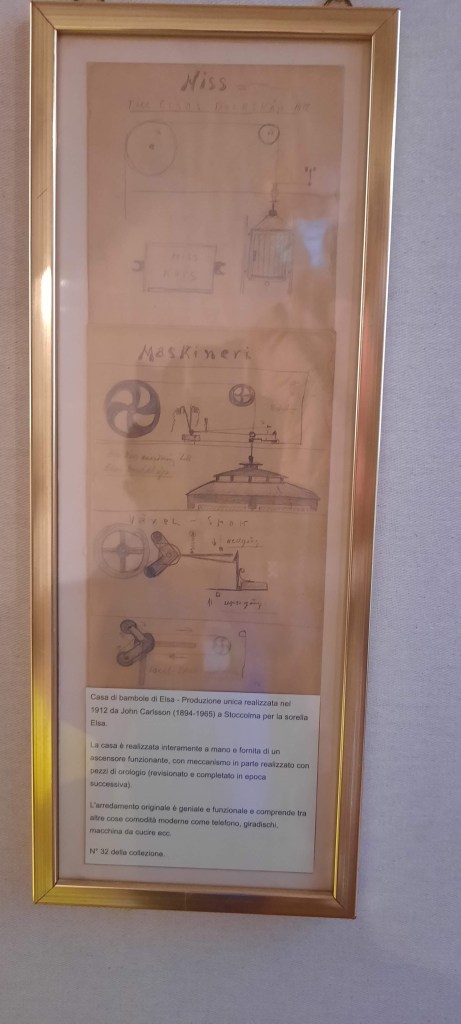 Hiss
Maskineri
Växel - Spak
Casa di bambole di Elsa - Produzione unica realizzata nel
1912 da John Carlsson (1894-1965) a Stoccolma per la sorella
Elsa.
La casa è realizzata interamente a mano e fornita di un
ascensore funzionante, con meccanismo in parte realizzato con
pezzi di orologio (revisionato e completato in epoca
successiva).
L'arredamento originale è geniale e funzionale e comprende tra
altre cose comodità moderne come telefono, giradischi,
macchina da cucire ecc.
N° 32 della collezione.